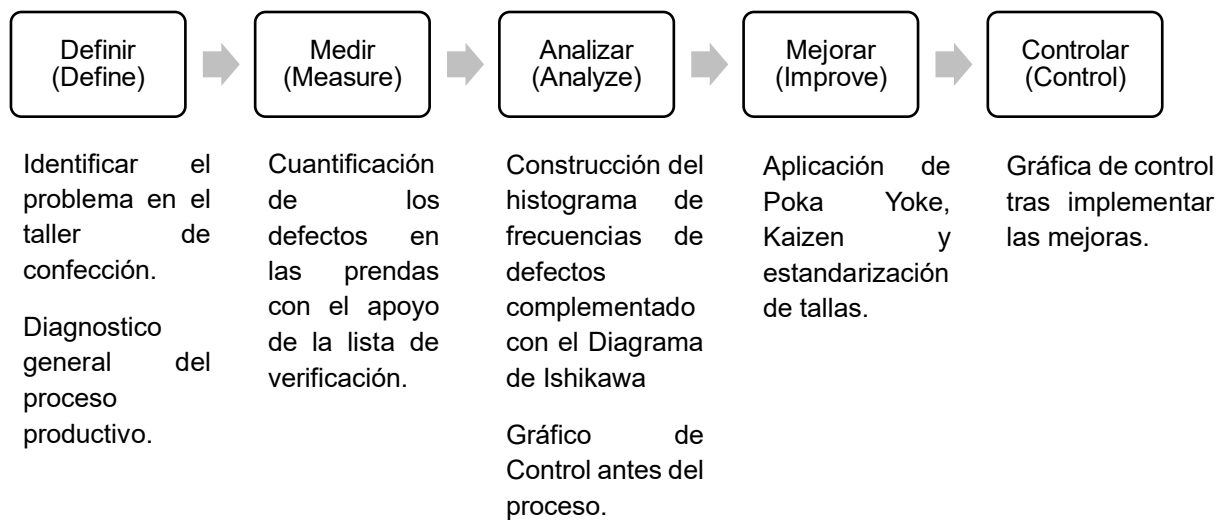 Definir
(Define)
Medir
(Measure)
Analizar
(Analyze)
Mejorar
(Improve)
Controlar
(Control)
Identificar el
problema en el
taller de
confección.
Diagnostico
general del
proceso
productivo.
Cuantificación
de los
defectos en
las prendas
con el apoyo
de la lista de
verificación.
Construcción del
histograma de
frecuencias de
defectos
complementado
con el Diagrama
de Ishikawa
Gráfico de
Control antes del
proceso.
Aplicación de
Poka Yoke,
Kaizen y
estandarización
de tallas.
Gráfica de control
tras implementar
las mejoras.